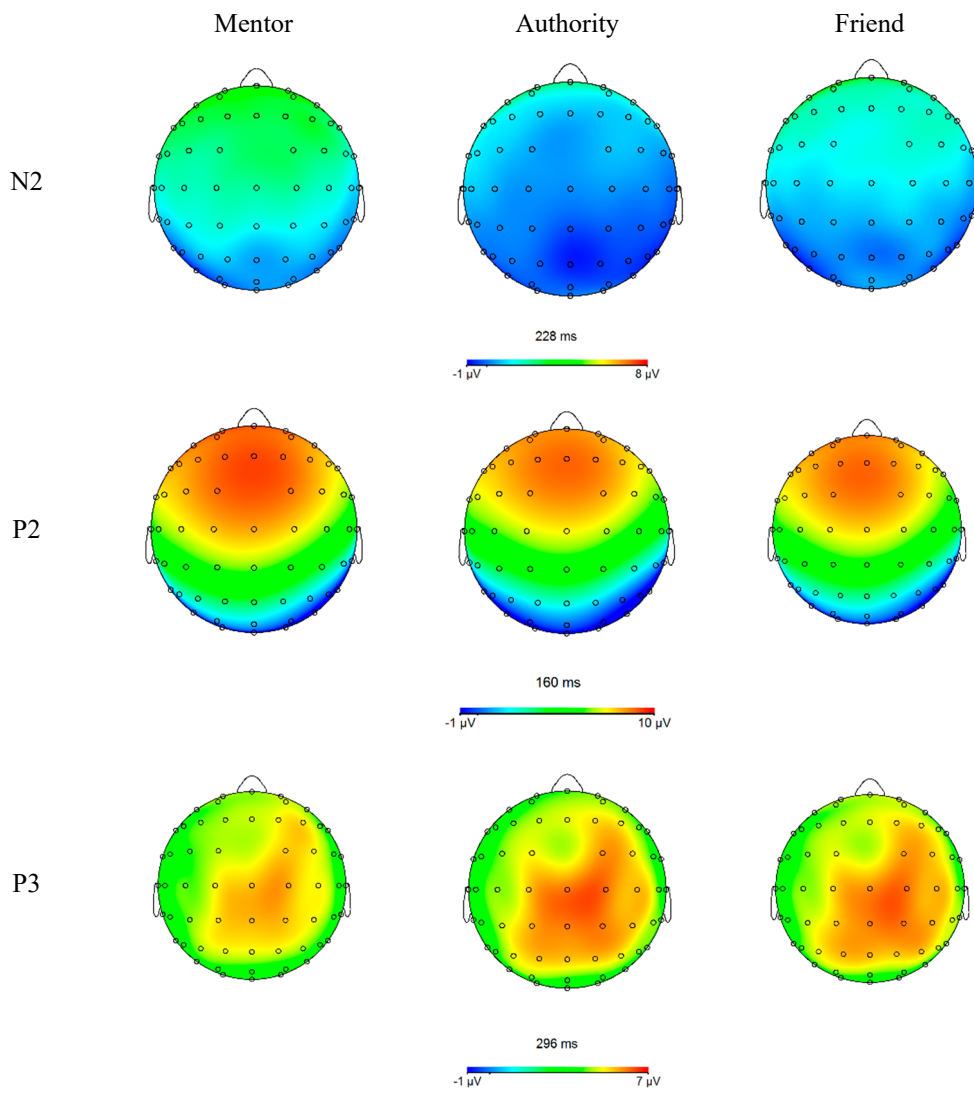 Mentor Authority Friend
N2
228 ms
-1 µV 8 µV
P2
160 ms
-1 µV 10 µV
P3
296 ms
-1 µV 7 µV